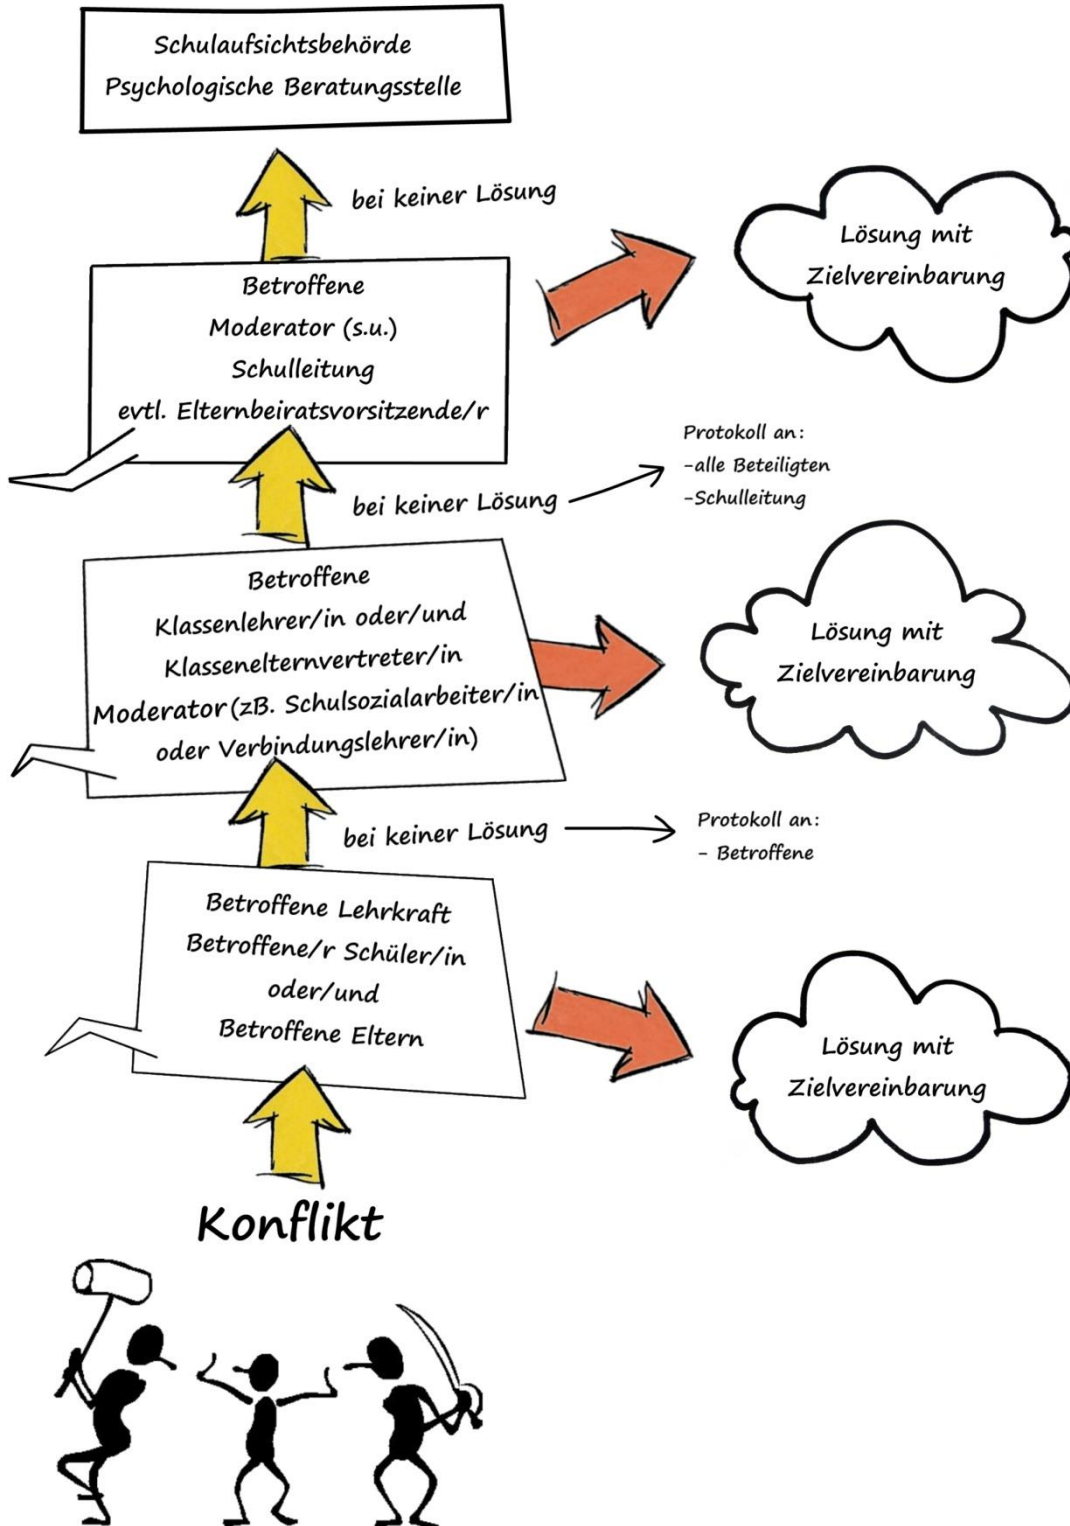 Schulaufsichtsbehörde
Psychologische Beratungsstelle
bei keiner Lösung
Betroffene
Moderator (s.u.)
Schulleitung
evtl. Elternbeiratsvorsitzende/r
Lösung mit
Zielvereinbarung
bei keiner Lösung
Protokoll an:
-alle Beteiligten
-Schulleitung
Betroffene
Klassenlehrer/in oder/und
Klassenelternvertreter/in
Moderator (zB. Schulsozialarbeiter/in
oder Verbindungslehrer/in)
Lösung mit
Zielvereinbarung
bei keiner Lösung
Protokoll an:
- Betroffene
Betroffene Lehrkraft
Betroffene/r Schüler/in
oder/und
Betroffene Eltern
Lösung mit
Zielvereinbarung
Konflikt